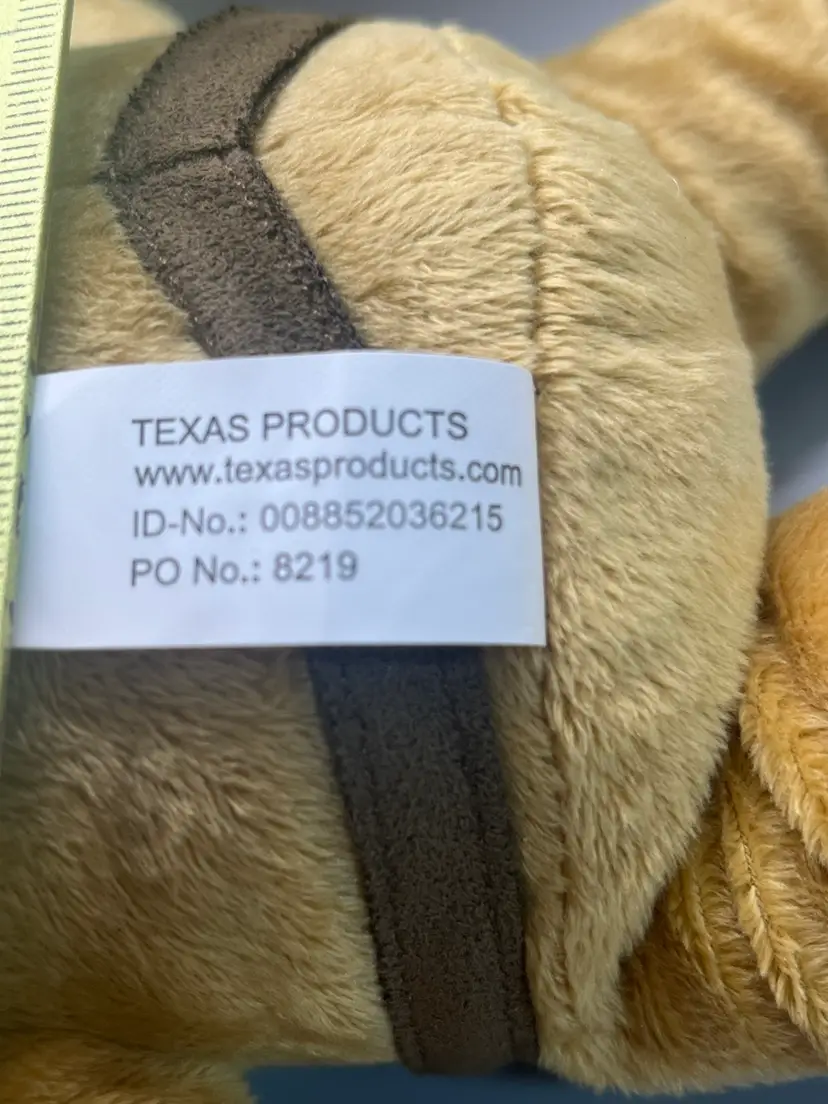 TEXAS PRODUCTS
www.texasproducts.com
ID-No.: 008852036215
PO No.: 8219